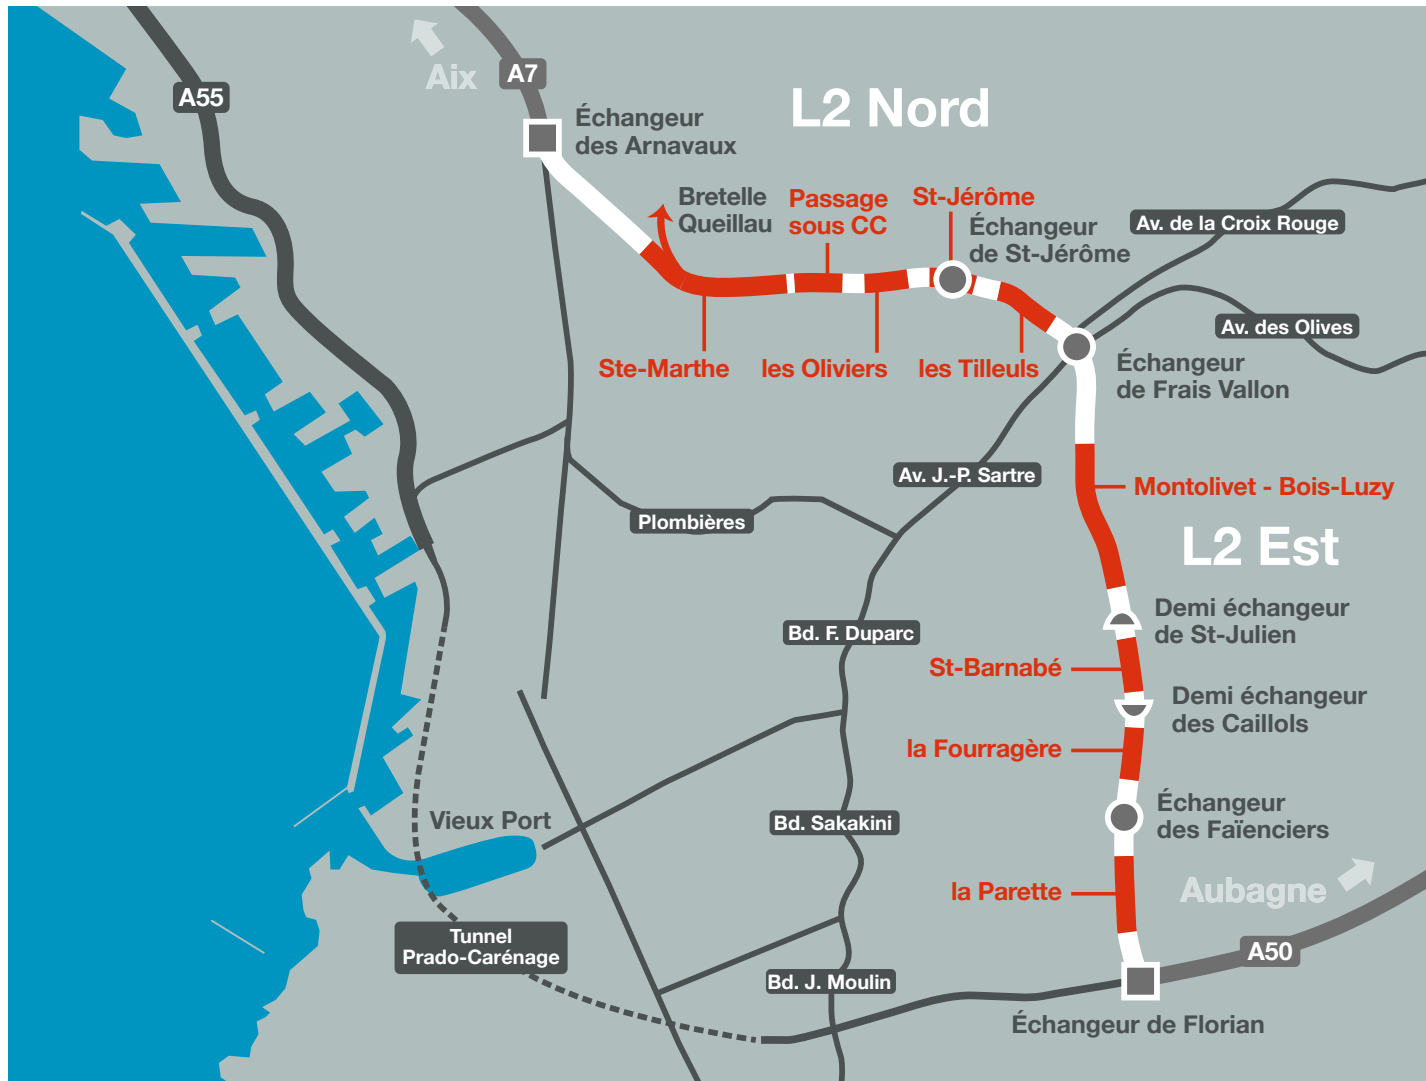 A55
Aix
A7
L2 Nord
Échangeur
des Arnavaux
Bretelle
Queillau
Passage
sous CC
St-Jérôme
Échangeur
de St-Jérôme
Av. de la Croix Rouge
Av. des Olives
Ste-Marthe
les Oliviers
les Tilleuls
Échangeur
de Frais Vallon
Av. J.-P. Sartre
Montolivet - Bois-Luzy
Plombières
L2 Est
Demi échangeur
de St-Julien
Bd. F. Duparc
St-Barnabé
Demi échangeur
des Caillols
la Fourragère
Échangeur
des Faïenciers
Vieux Port
Bd. Sakakini
la Parette
Aubagne
Tunnel
Prado-Carénage
A50
Bd. J. Moulin
Échangeur de Florian